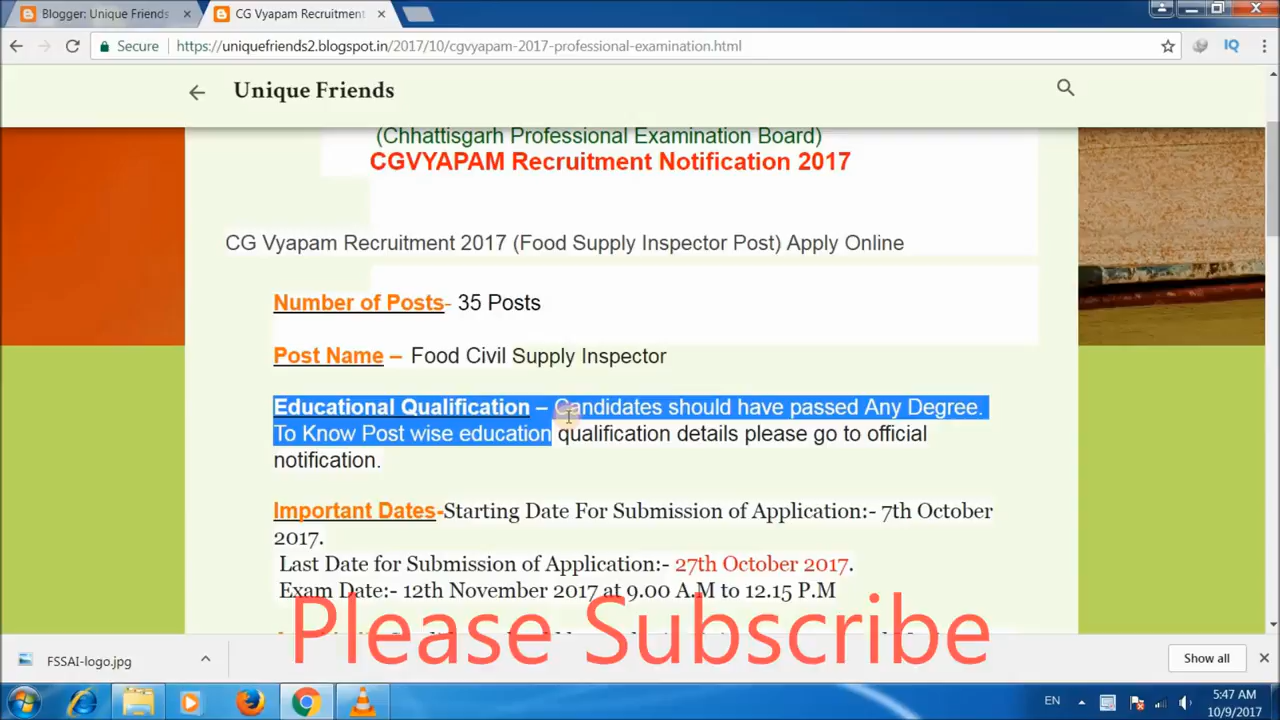 Blogger: Unique Friends
CG Vyapam Recruitment
Secure
https://uniquefriends2.blogspot.in/2017/10/cgvyapam-2017-professional-examination.html
IQ
Unique Friends
(Chhattisgarh Professional Examination Board)
CGVYAPAM Recruitment Notification 2017
CG Vyapam Recruitment 2017 (Food Supply Inspector Post) Apply Online
Number of Posts- 35 Posts
Post Name – Food Civil Supply Inspector
Educational Qualification – Candidates should have passed Any Degree.
To Know Post wise education qualification details please go to official
notification.
Important Dates-Starting Date For Submission of Application:- 7th October
2017.
Last Date for Submission of Application:- 27th October 2017.
Exam Date:- 12th November 2017 at 9.00 A.M to 12.15 P.M
Please Subscribe
FSSAI-logo.jpg
Show all
EN
5:47 AM
10/9/2017